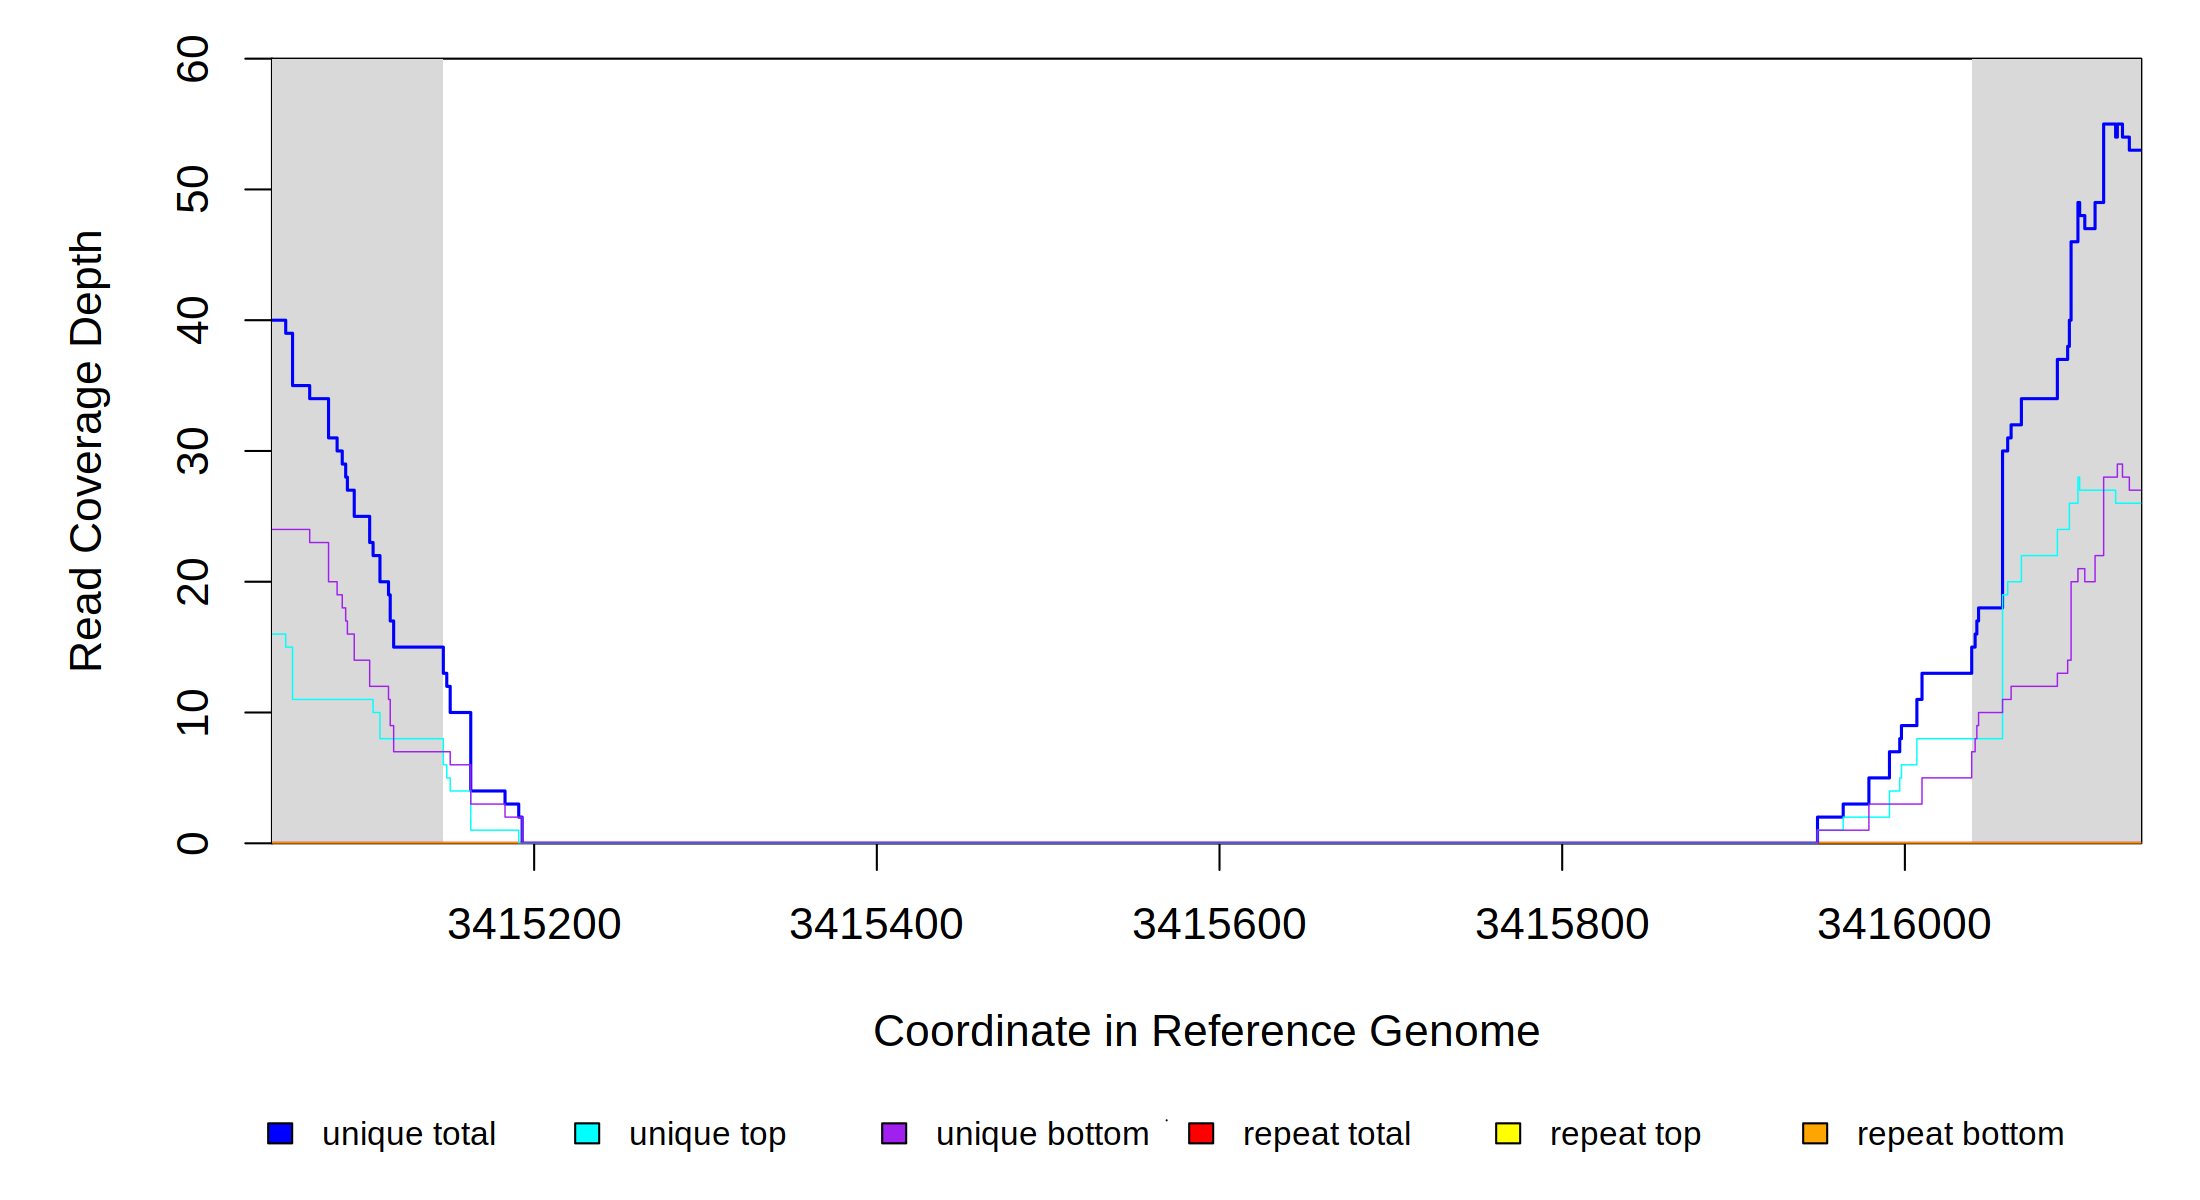 60
50
40
30
20
10
0
Read Coverage Depth
3415200 3415400 3415600 3415800 3416000
Coordinate in Reference Genome
unique total unique top unique bottom repeat total repeat top repeat bottom